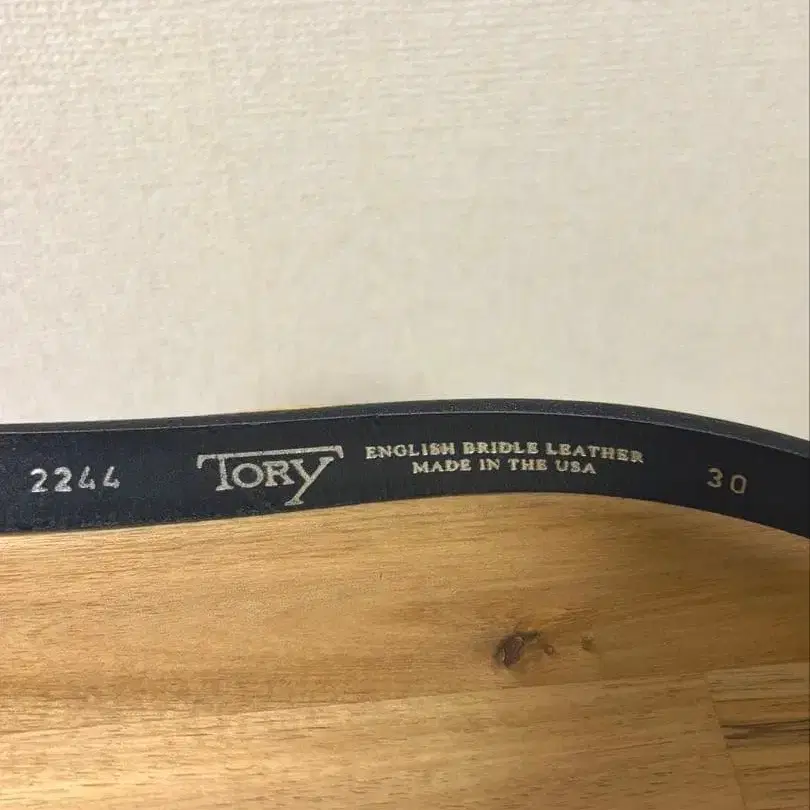 2244
TORY
ENGLISH BRIDLE LEATHER
MADE IN THE USA
30